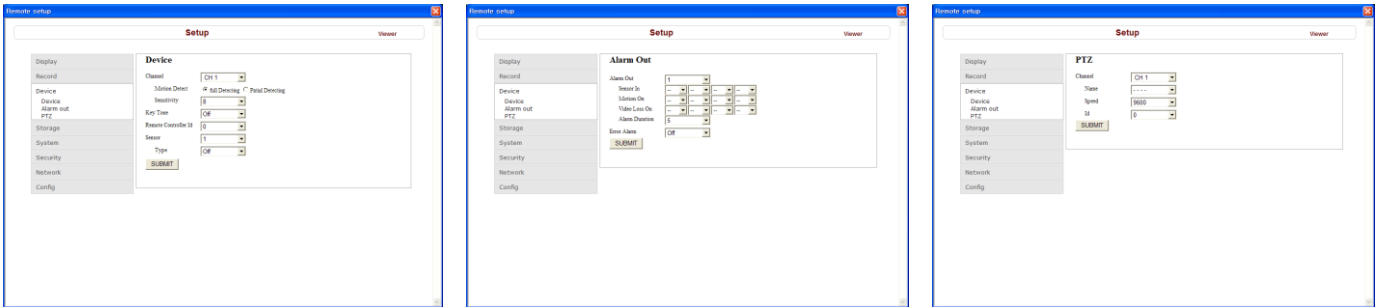 Remote setup
Setup
Viewer
Display
Record
Device
Device
Alarm out
PTZ
Storage
System
Security
Network
Config
Device
Channel CH 1
Motion Detect full Detecting Patial Detecting
Sensitivity 8
Key Tone Off
Remote Controller Id 0
Sensor 1
Type Off
SUBMIT
Remote setup
Setup
Viewer
Display
Record
Device
Device
Alarm out
PTZ
Storage
System
Security
Network
Config
Alarm Out
Alarm Out 1
Sensor In -- -- -- --
Motion On -- -- -- --
Video Loss On -- -- -- --
Alarm Duration 5
Error Alarm Off
SUBMIT
Remote setup
Setup
Viewer
Display
Record
Device
Device
Alarm out
PTZ
Storage
System
Security
Network
Config
PTZ
Channel CH 1
Name - - - -
Speed 9600
Id 0
SUBMIT